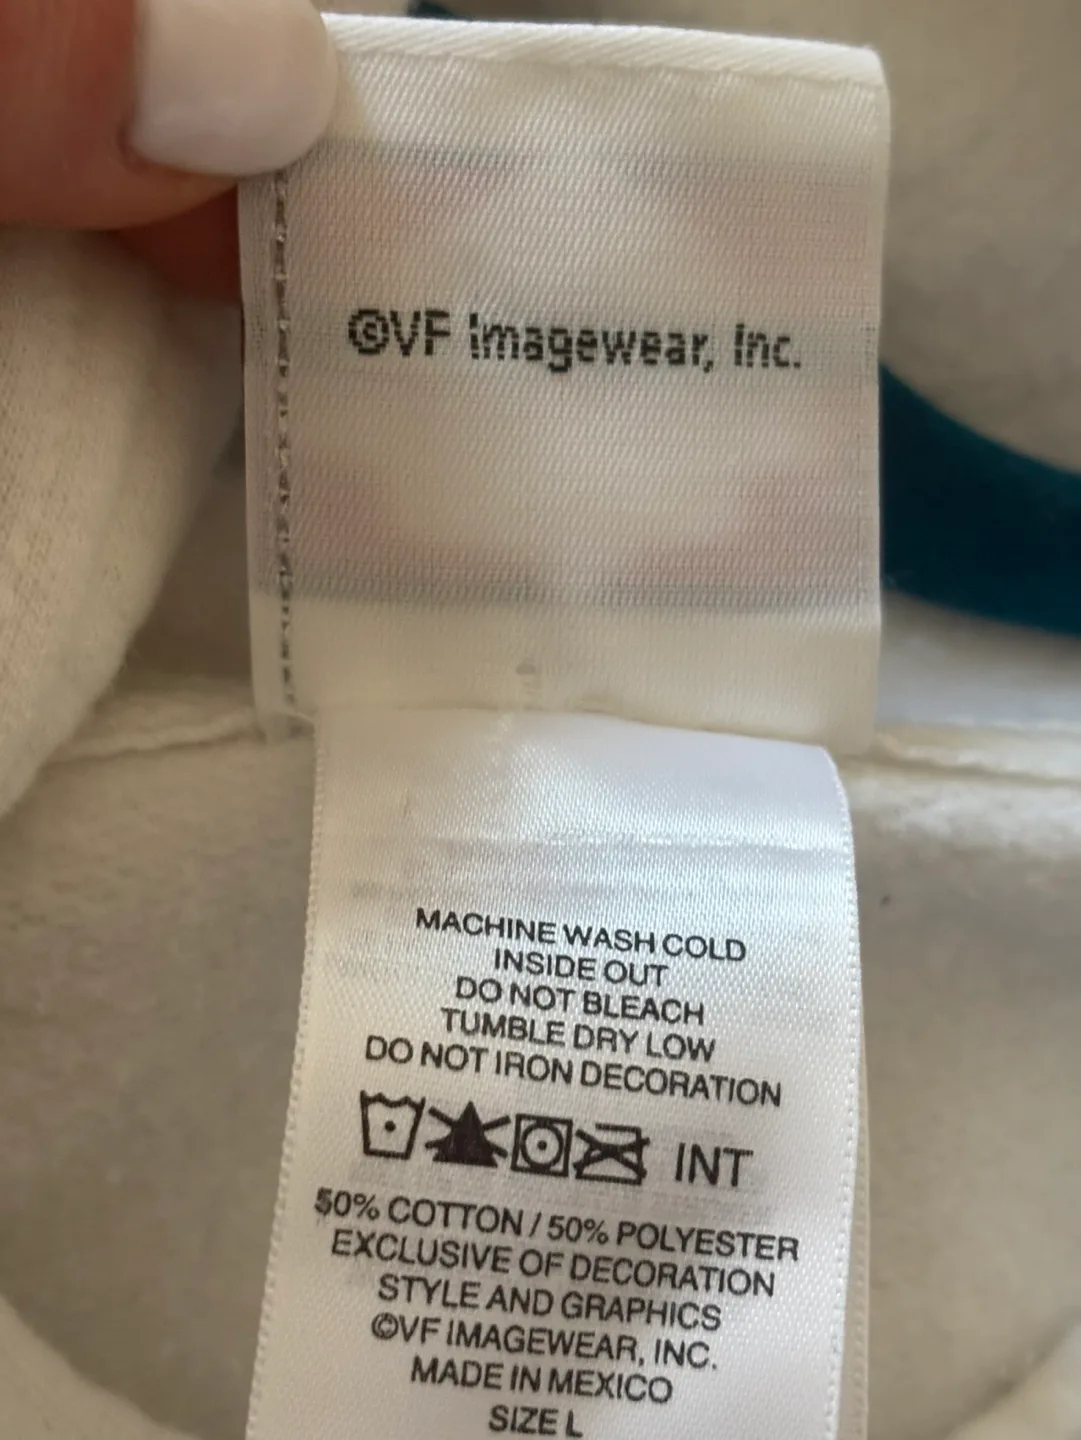 ©VF Imagewear, Inc.
MACHINE WASH COLD
INSIDE OUT
DO NOT BLEACH
TUMBLE DRY LOW
DO NOT IRON DECORATION
INT
50% COTTON / 50% POLYESTER
EXCLUSIVE OF DECORATION
STYLE AND GRAPHICS
©VF IMAGEWEAR, INC.
MADE IN MEXICO
SIZE L